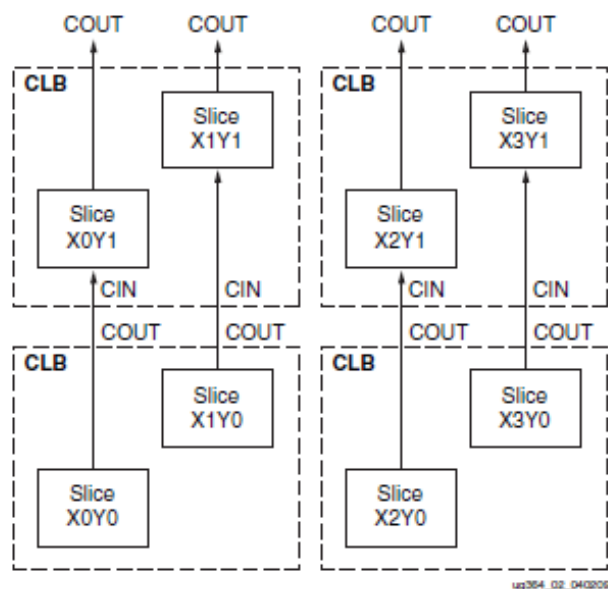 COUT COUT COUT COUT
CLB CLB
Slice
X1Y1
Slice
X3Y1
Slice
X0Y1
Slice
X2Y1
CIN CIN CIN CIN
COUT COUT COUT COUT
CLB CLB
Slice
X1Y0
Slice
X3Y0
Slice
X0Y0
Slice
X2Y0
ug364_02_040209